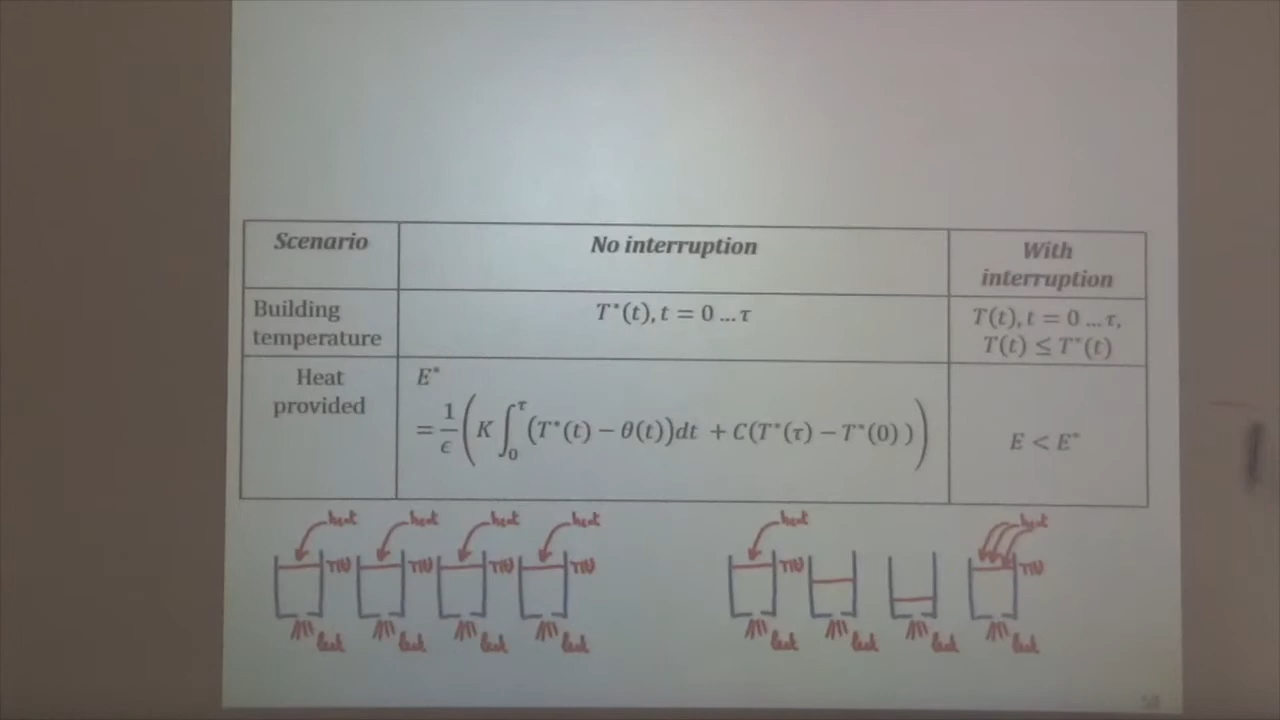 Scenario
No interruption
With
interruption
Building
temperature
T*(t), t = 0 ... τ
T(t), t = 0 ... τ,
T(t) ≤ T*(t)
Heat
provided
E*
= 1/ϵ ( K ∫₀^τ (T*(t) − θ(t))dt + C(T*(τ) − T*(0) ) )
E < E*
heat heat heat heat heat heat
T(t) T(t) T(t) T(t) T(t) T(t)
leak leak leak leak leak leak leak leak